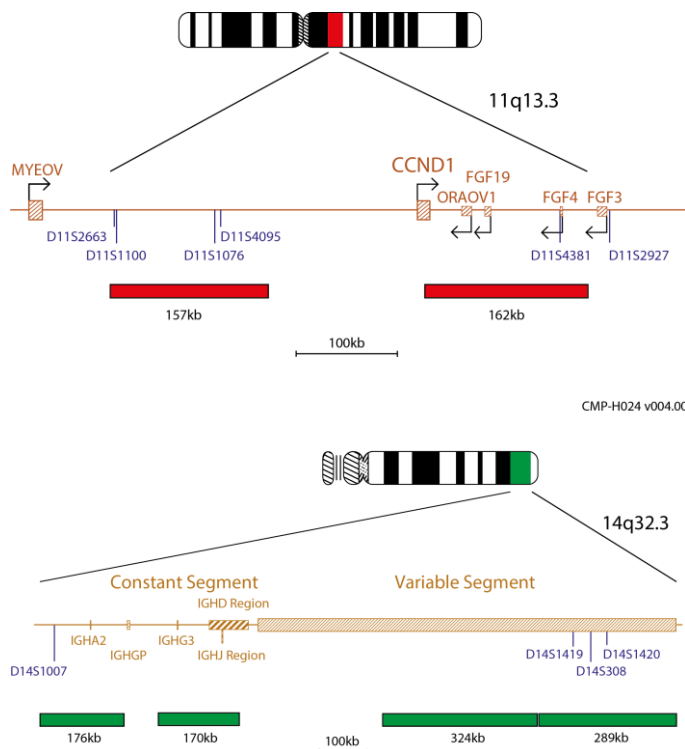 11q13.3
MYEOV
CCND1
FGF19
ORAOV1
FGF4
FGF3
D11S2663
D11S4095
D11S1100
D11S1076
D11S4381
D11S2927
157kb
162kb
100kb
CMP-H024 v004.00
14q32.3
Constant Segment
Variable Segment
IGHD Region
IGHA2
IGHG3
IGHGP
IGHJ Region
D14S1007
D14S1419
D14S1420
D14S308
176kb
170kb
100kb
324kb
289kb